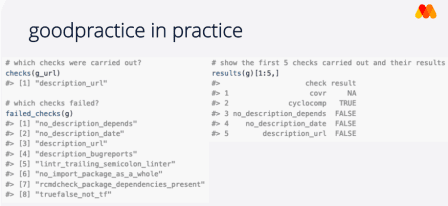 goodpractice in practice
# which checks were carried out?
checks(g_url)
#> [1] "description_url"
# which checks failed?
failed_checks(g)
#> [1] "no_description_depends"
#> [2] "no_description_date"
#> [3] "description_url"
#> [4] "description_bugreports"
#> [5] "lintr_trailing_semicolon_linter"
#> [6] "no_import_package_as_a_whole"
#> [7] "rcmdcheck_package_dependencies_present"
#> [8] "truefalse_not_tf"
# show the first 5 checks carried out and their results
results(g)[1:5,]
#> check result
#> 1 covr NA
#> 2 cyclocomp TRUE
#> 3 no_description_depends FALSE
#> 4 no_description_date FALSE
#> 5 description_url FALSE